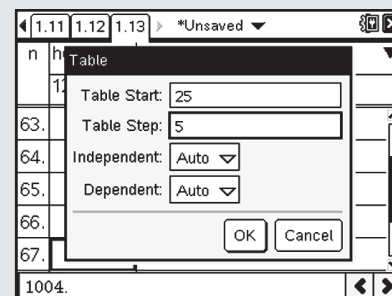 1.11 1.12 1.13 *Unsaved
n h
Table
12
Table Start: 25
63. Table Step: 5
64. Independent: Auto
65. Dependent: Auto
66.
OK Cancel
67.
1004.